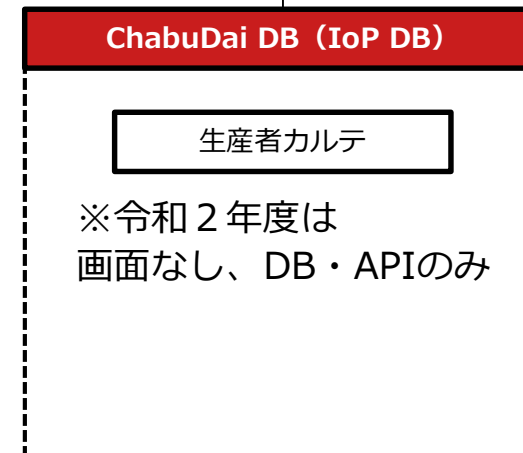 ChabuDai DB（IoP DB）
生産者カルテ
※令和２年度は
画面なし、DB・APIのみ